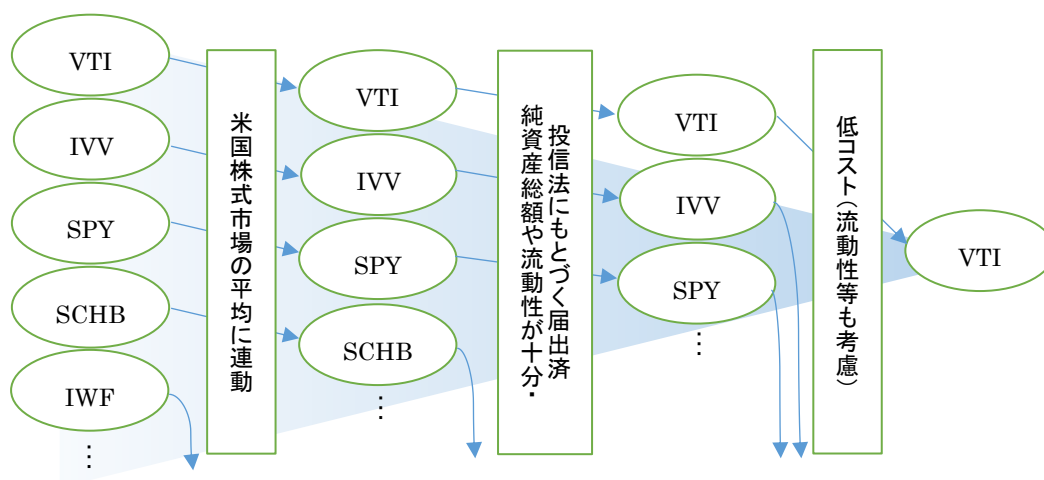 VTI
IVV
SPY
SCHB
IWF
…
米国株式市場の平均に連動
VTI
IVV
SPY
SCHB
…
純資産総額や流動性が十分・
投信法にもとづく届出済
VTI
IVV
SPY
…
低コスト（流動性等も考慮）
VTI